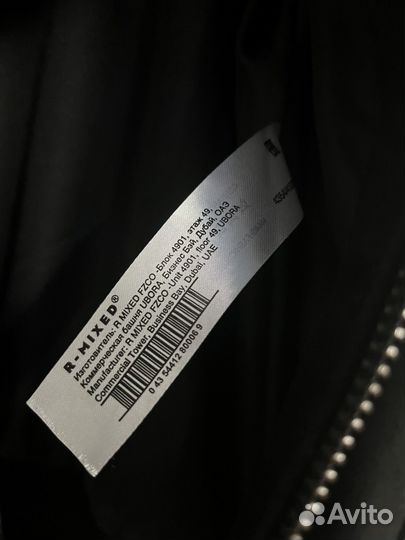 R-MIXED®
Изготовитель: R MIXED FZCO -Блок 4901, этаж 49,
Коммерческая башня UBORA, Бизнес Бэй, Дубай, ОАЭ
Manufacturer: R MIXED FZCO -Unit 4901, floor 49, UBORA
Commercial Tower, Business Bay, Dubai, UAE
0 43 54412 80006 9
Avito